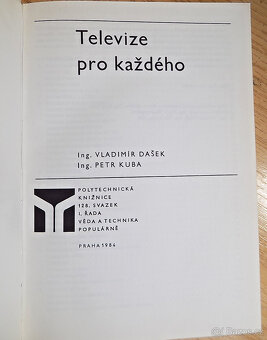 Televize
pro každého
Ing. VLADIMÍR DAŠEK
Ing. PETR KUBA
POLYTECHNICKÁ
KNIŽNICE
128. SVAZEK
I. ŘADA
VĚDA A TECHNIKA
POPULÁRNĚ
PRAHA 1984